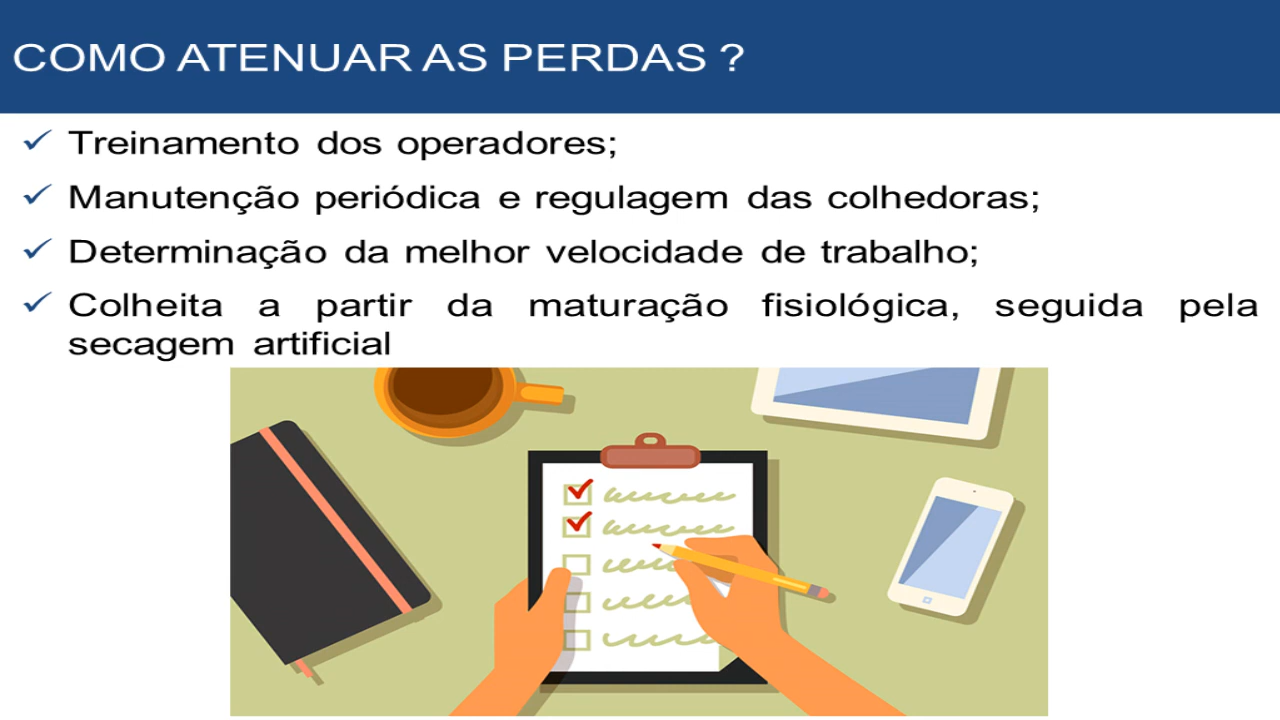 COMO ATENUAR AS PERDAS ?
Treinamento dos operadores;
Manutenção periódica e regulagem das colhedoras;
Determinação da melhor velocidade de trabalho;
Colheita a partir da maturação fisiológica, seguida pela
secagem artificial